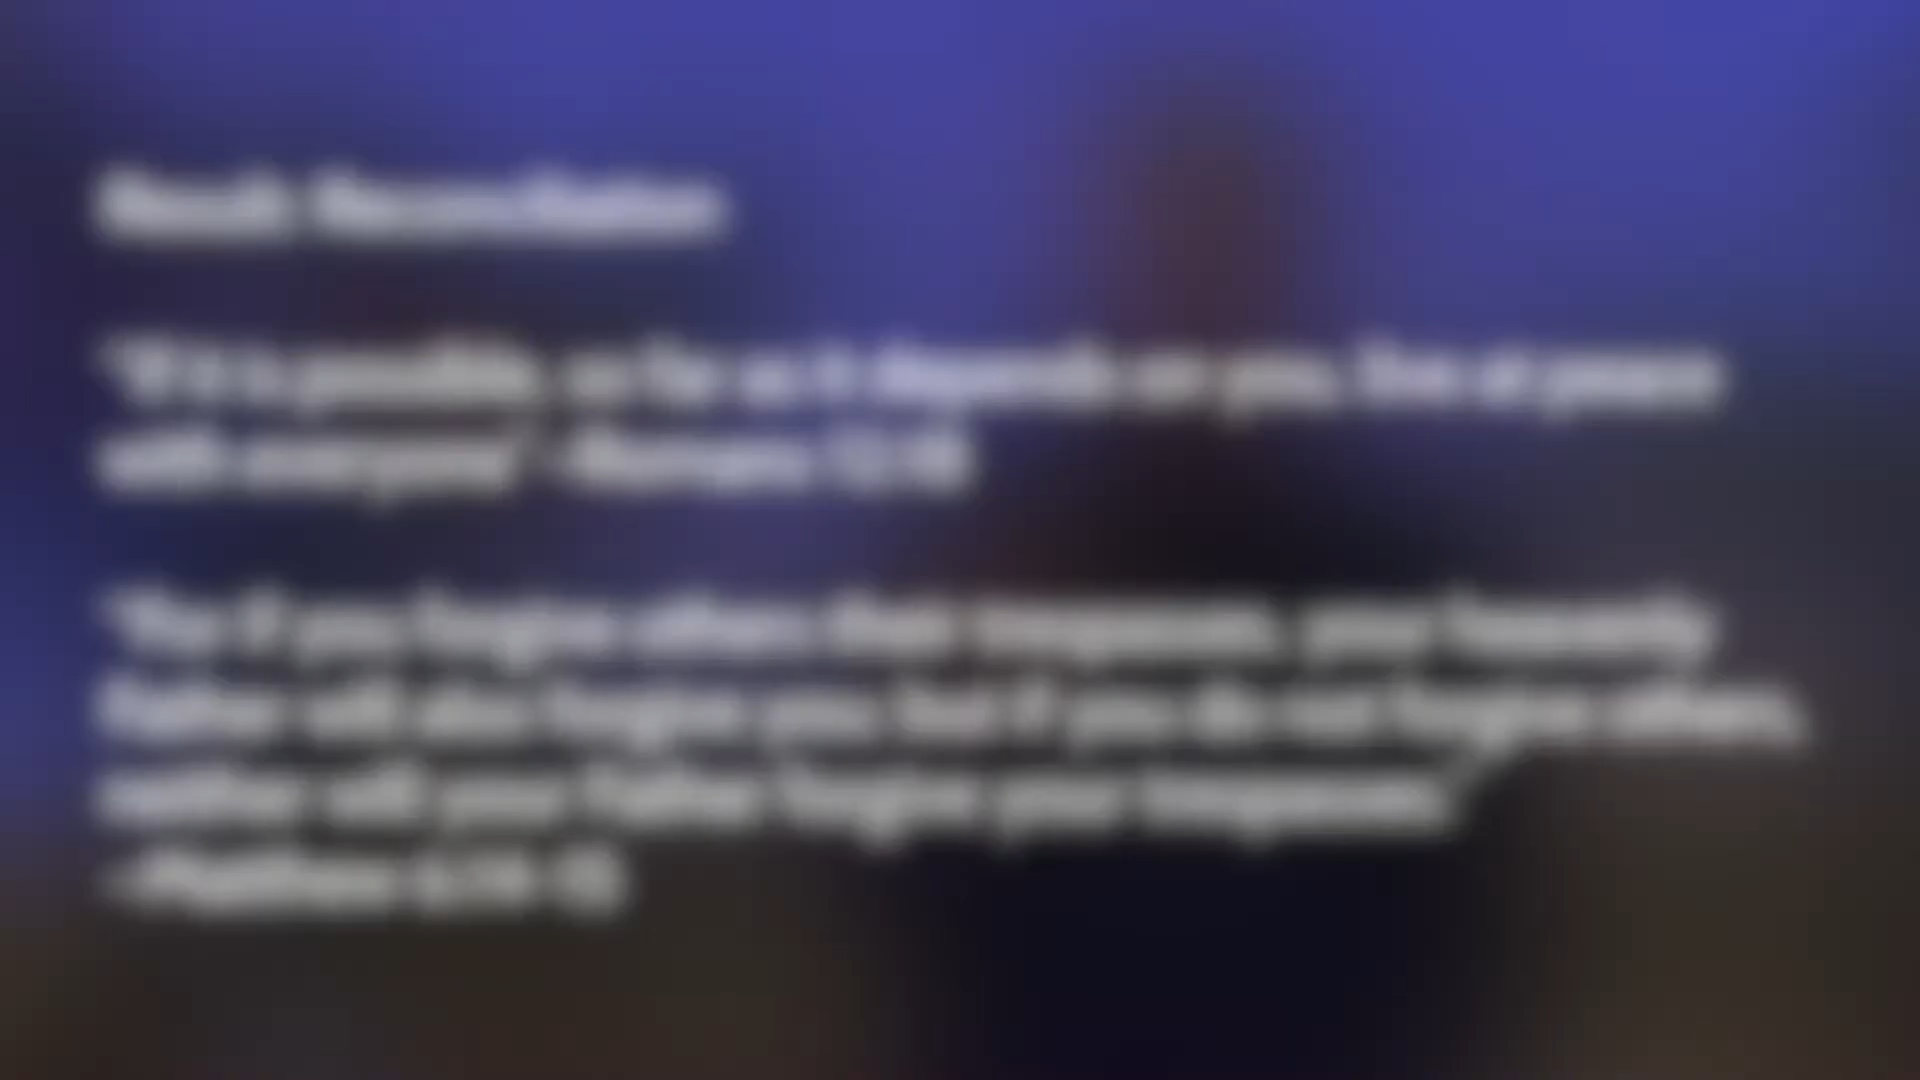 Result: Reconciliation
"If it is possible, as far as it depends on you, live at peace
with everyone" -Romans 12:18
"For if you forgive others their trespasses, your heavenly
Father will also forgive you, but if you do not forgive others,
neither will your Father forgive your trespasses."
-Matthew 6:14-15